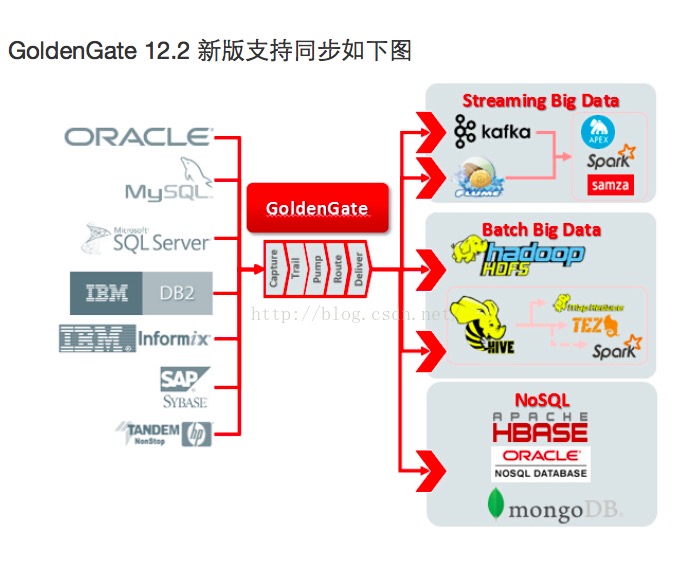 GoldenGate 12.2 新版支持同步如下图
ORACLE
MySQL
Microsoft
SQL Server
IBM DB2
IBM Informix
SAP
SYBASE
TANDEM
NonStop
hp
GoldenGate
Capture
Trail
Pump
Route
Deliver
http://blog.csdn.net
Streaming Big Data
kafka
flume
APEX
Spark
samza
Batch Big Data
hadoop
HDFS
HIVE
MapReduce
TEZ
Spark
NoSQL
APACHE
HBASE
ORACLE
NOSQL DATABASE
mongoDB